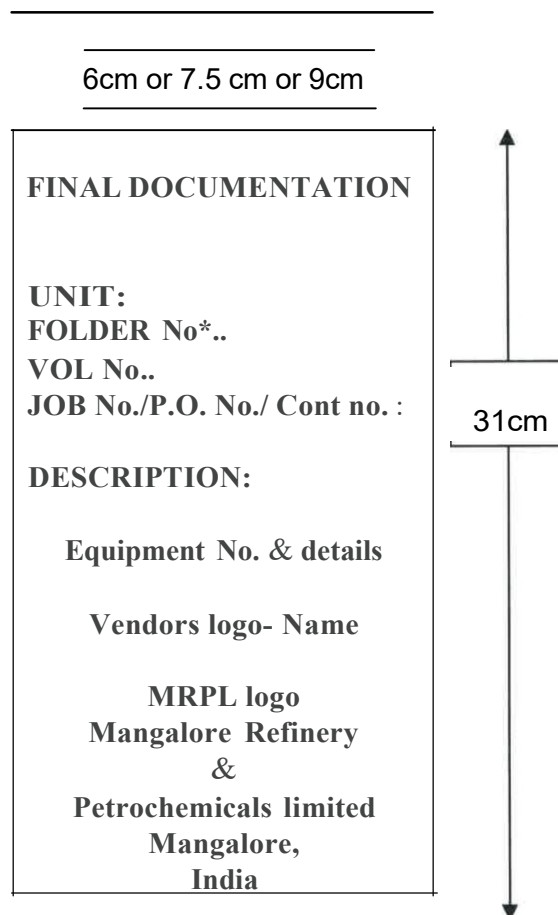 6cm or 7.5 cm or 9cm
FINAL DOCUMENTATION
UNIT:
FOLDER No*..
VOL No..
JOB No./P.O. No./ Cont no. :
31cm
DESCRIPTION:
Equipment No. & details
Vendors logo- Name
MRPL logo
Mangalore Refinery
&
Petrochemicals limited
Mangalore,
India